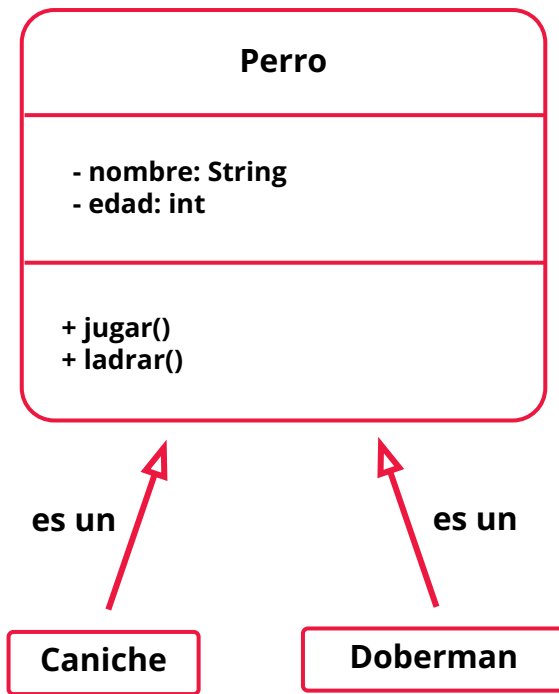 Perro
- nombre: String
- edad: int
+ jugar()
+ ladrar()
es un
es un
Caniche
Doberman